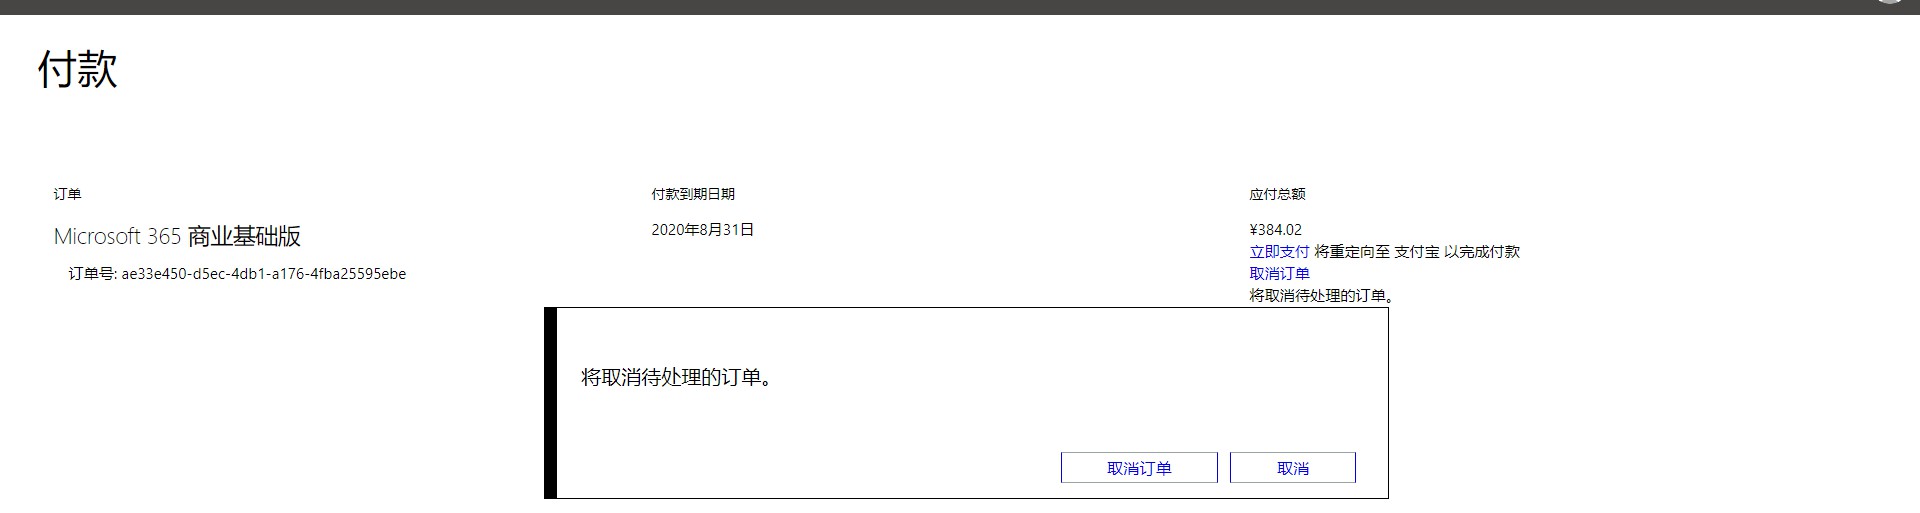 付款
订单
付款到期日期
应付总额
Microsoft 365 商业基础版
2020年8月31日
¥384.02
立即支付 将重定向至 支付宝 以完成付款
订单号: ae33e450-d5ec-4db1-a176-4fba25595ebe
取消订单
将取消待处理的订单。
将取消待处理的订单。
取消订单
取消